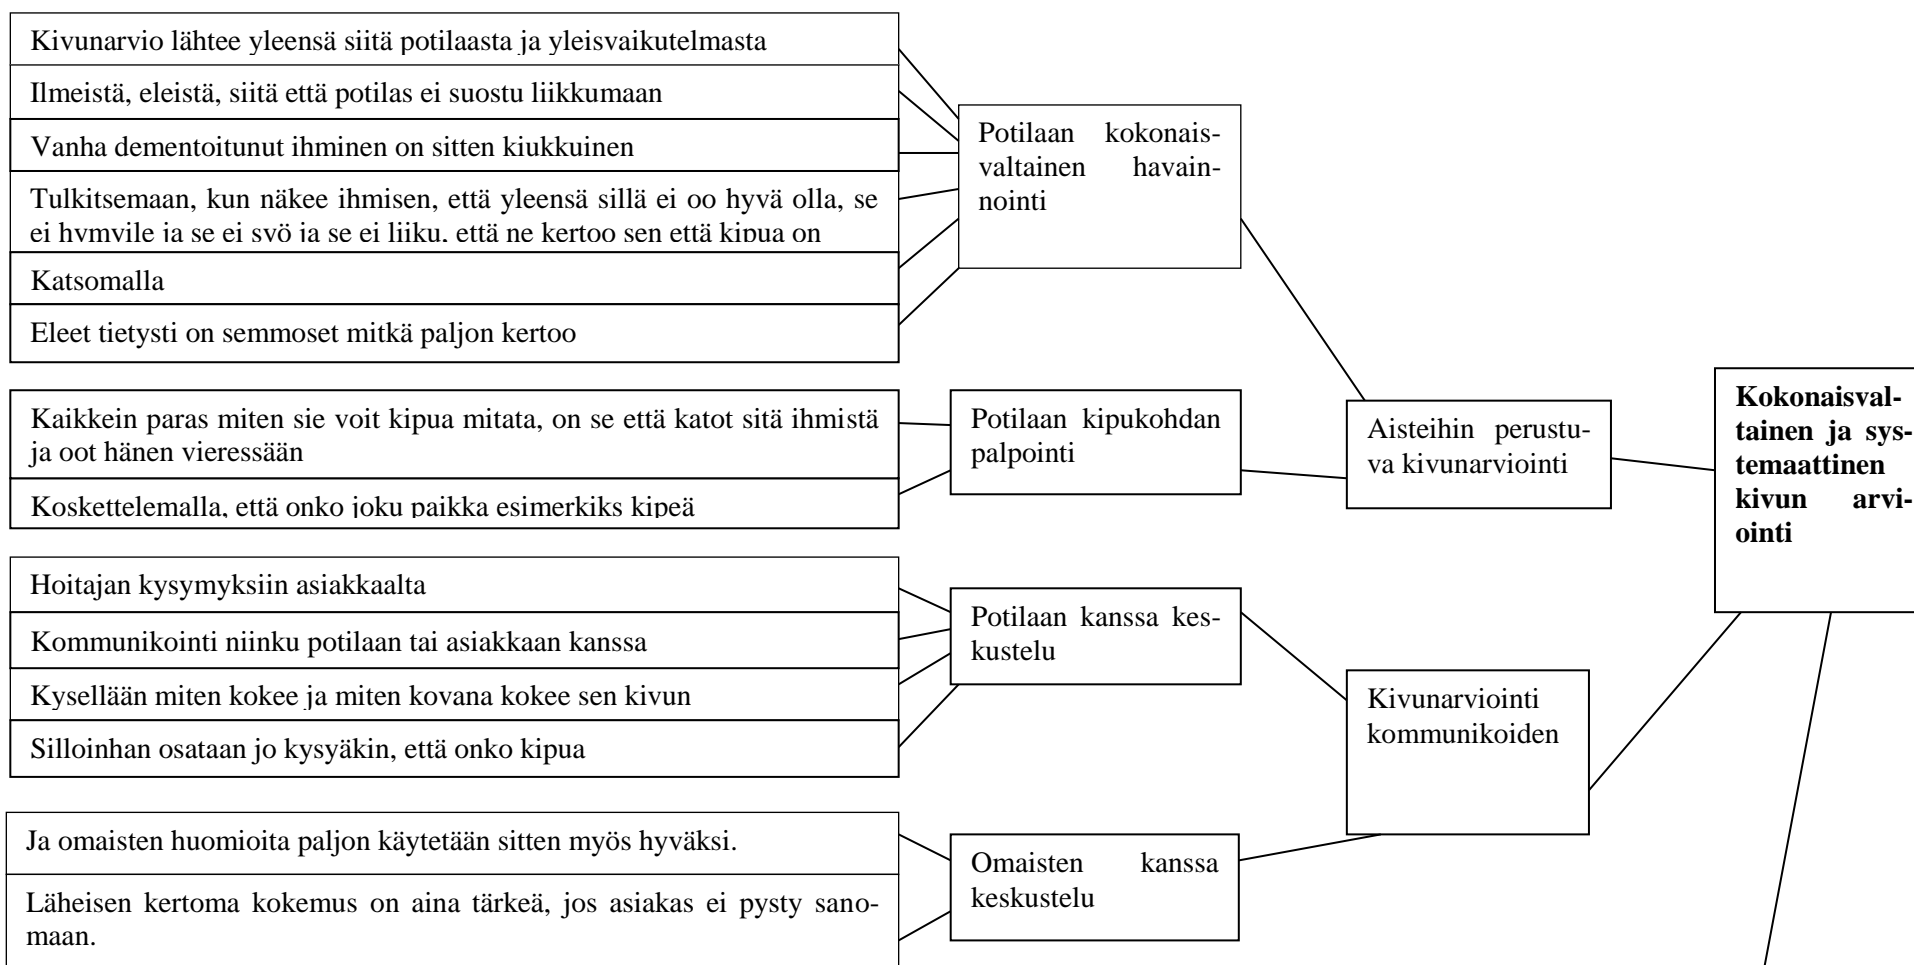 Kivunarvio lähtee yleensä siitä potilaasta ja yleisvaikutelmasta
Ilmeistä, eleistä, siitä että potilas ei suostu liikkumaan
Vanha dementoitunut ihminen on sitten kiukkuinen
Tulkitsemaan, kun näkee ihmisen, että yleensä sillä ei oo hyvä olla, se
ei hymyile ja se ei syö ja se ei liiku, että ne kertoo sen että kipua on
Katsomalla
Eleet tietysti on semmoset mitkä paljon kertoo
Potilaan kokonais-
valtainen havain-
nointi
Kaikkein paras miten sie voit kipua mitata, on se että katot sitä ihmistä
ja oot hänen vieressään
Koskettelemalla, että onko joku paikka esimerkiks kipeä
Potilaan kipukohdan
palpointi
Aisteihin perustu-
va kivunarviointi
Kokonaisval-
tainen ja sys-
temaattinen
kivun arvi-
ointi
Hoitajan kysymyksiin asiakkaalta
Kommunikointi niinku potilaan tai asiakkaan kanssa
Kysellään miten kokee ja miten kovana kokee sen kivun
Silloinhan osataan jo kysyäkin, että onko kipua
Potilaan kanssa kes-
kustelu
Kivunarviointi
kommunikoiden
Ja omaisten huomioita paljon käytetään sitten myös hyväksi.
Läheisen kertoma kokemus on aina tärkeä, jos asiakas ei pysty sano-
maan.
Omaisten kanssa
keskustelu